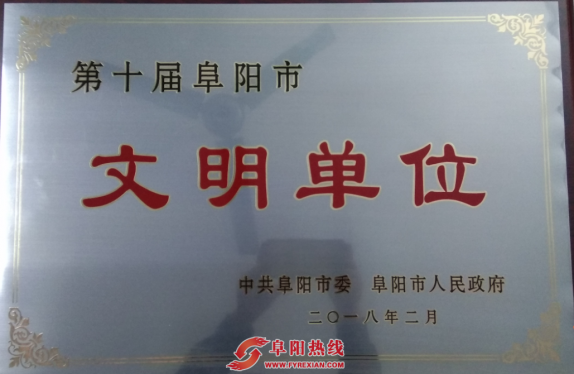 第十届阜阳市
文明单位
中共阜阳市委 阜阳市人民政府
二〇一八年二月
阜阳热线
WWW.FYREXIAN.COM